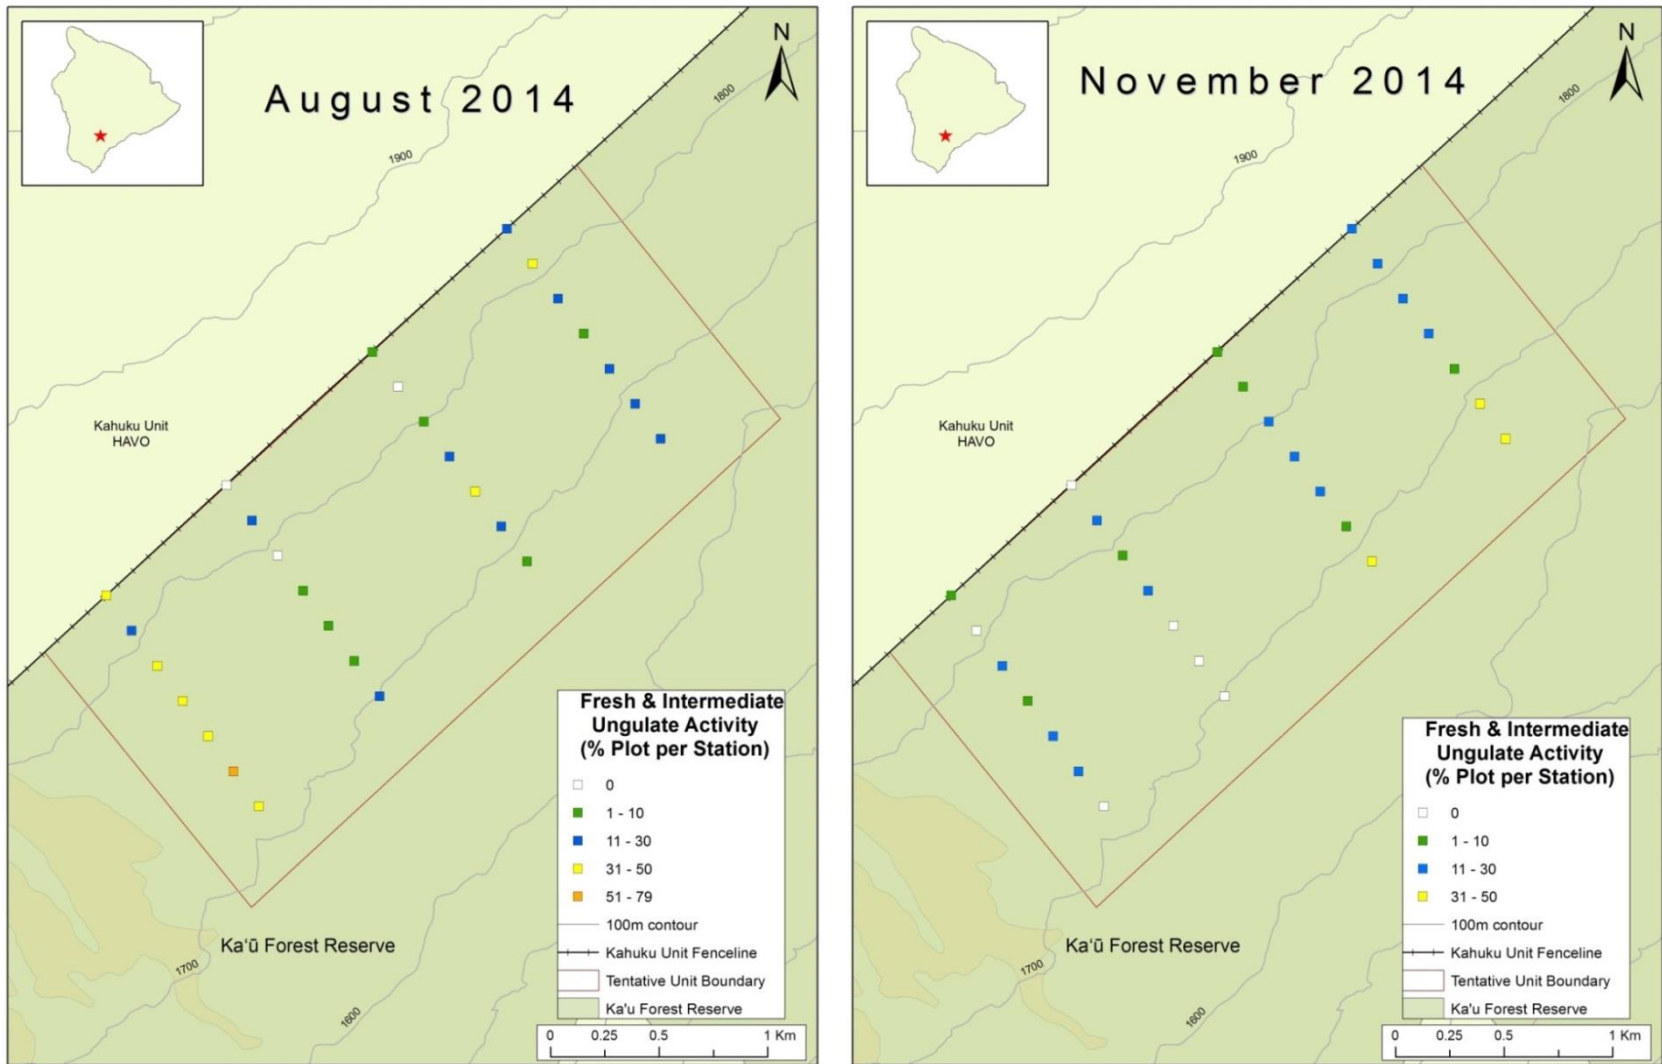 August 2014
N
1800
1900
Kahuku Unit
HAVO
Fresh & Intermediate
Ungulate Activity
(% Plot per Station)
0
1 - 10
11 - 30
31 - 50
51 - 79
100m contour
Kahuku Unit Fenceline
Tentative Unit Boundary
Ka'u Forest Reserve
Kaʻū Forest Reserve
1700
1600
0 0.25 0.5 1 Km
November 2014
N
1800
1900
Kahuku Unit
HAVO
Fresh & Intermediate
Ungulate Activity
(% Plot per Station)
0
1 - 10
11 - 30
31 - 50
100m contour
Kahuku Unit Fenceline
Tentative Unit Boundary
Ka'u Forest Reserve
Kaʻū Forest Reserve
1700
1600
0 0.25 0.5 1 Km